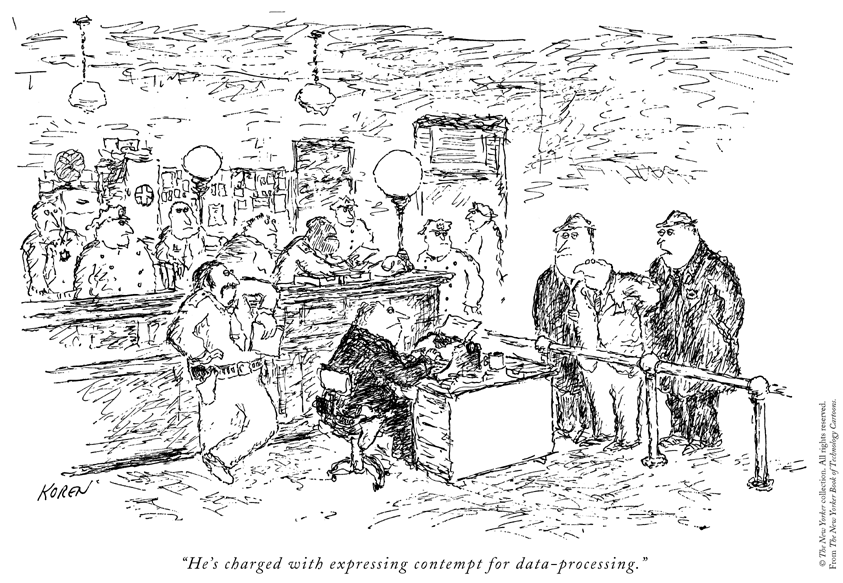 KOREN
"He's charged with expressing contempt for data-processing."
© The New Yorker collection. All rights reserved.
From The New Yorker Book of Technology Cartoons.